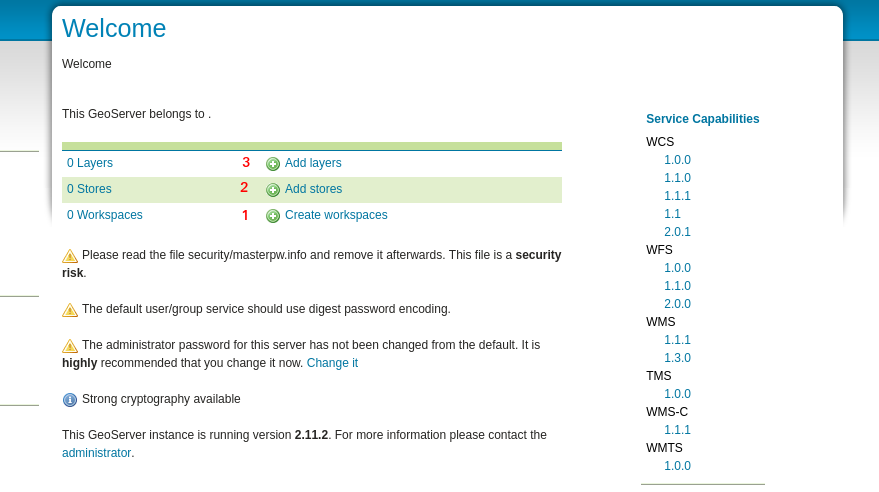 Welcome
Welcome
This GeoServer belongs to .
0 Layers 3 Add layers
0 Stores 2 Add stores
0 Workspaces 1 Create workspaces
Please read the file security/masterpw.info and remove it afterwards. This file is a security
risk.
The default user/group service should use digest password encoding.
The administrator password for this server has not been changed from the default. It is
highly recommended that you change it now. Change it
Strong cryptography available
This GeoServer instance is running version 2.11.2. For more information please contact the
administrator.
Service Capabilities
WCS
1.0.0
1.1.0
1.1.1
1.1
2.0.1
WFS
1.0.0
1.1.0
2.0.0
WMS
1.1.1
1.3.0
TMS
1.0.0
WMS-C
1.1.1
WMTS
1.0.0